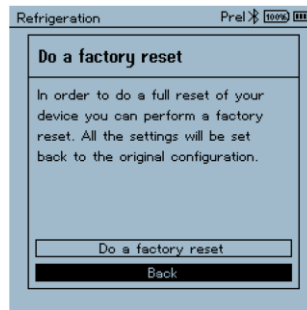 Refrigeration Prel 100%
Do a factory reset
In order to do a full reset of your
device you can perform a factory
reset. All the settings will be set
back to the original configuration.
Do a factory reset
Back